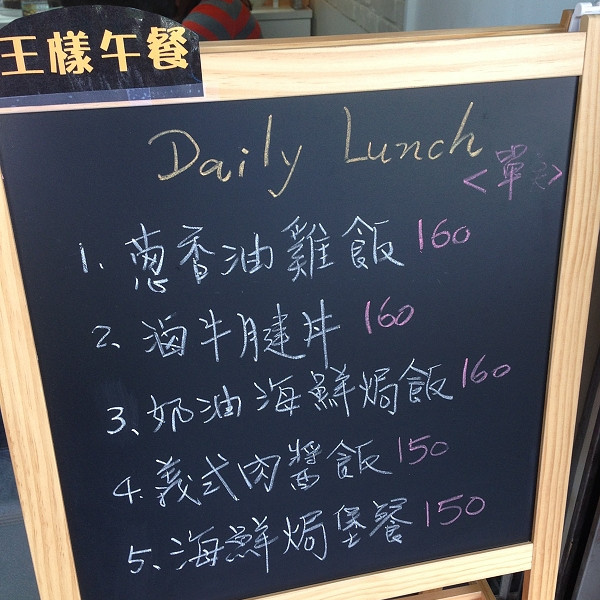 王樣午餐
Daily Lunch
<單
1. 蔥香油雞飯 160
2. 滷牛腱丼 160
3. 奶油海鮮焗飯 160
4. 義式肉醬飯 150
5. 海鮮焗堡餐 150